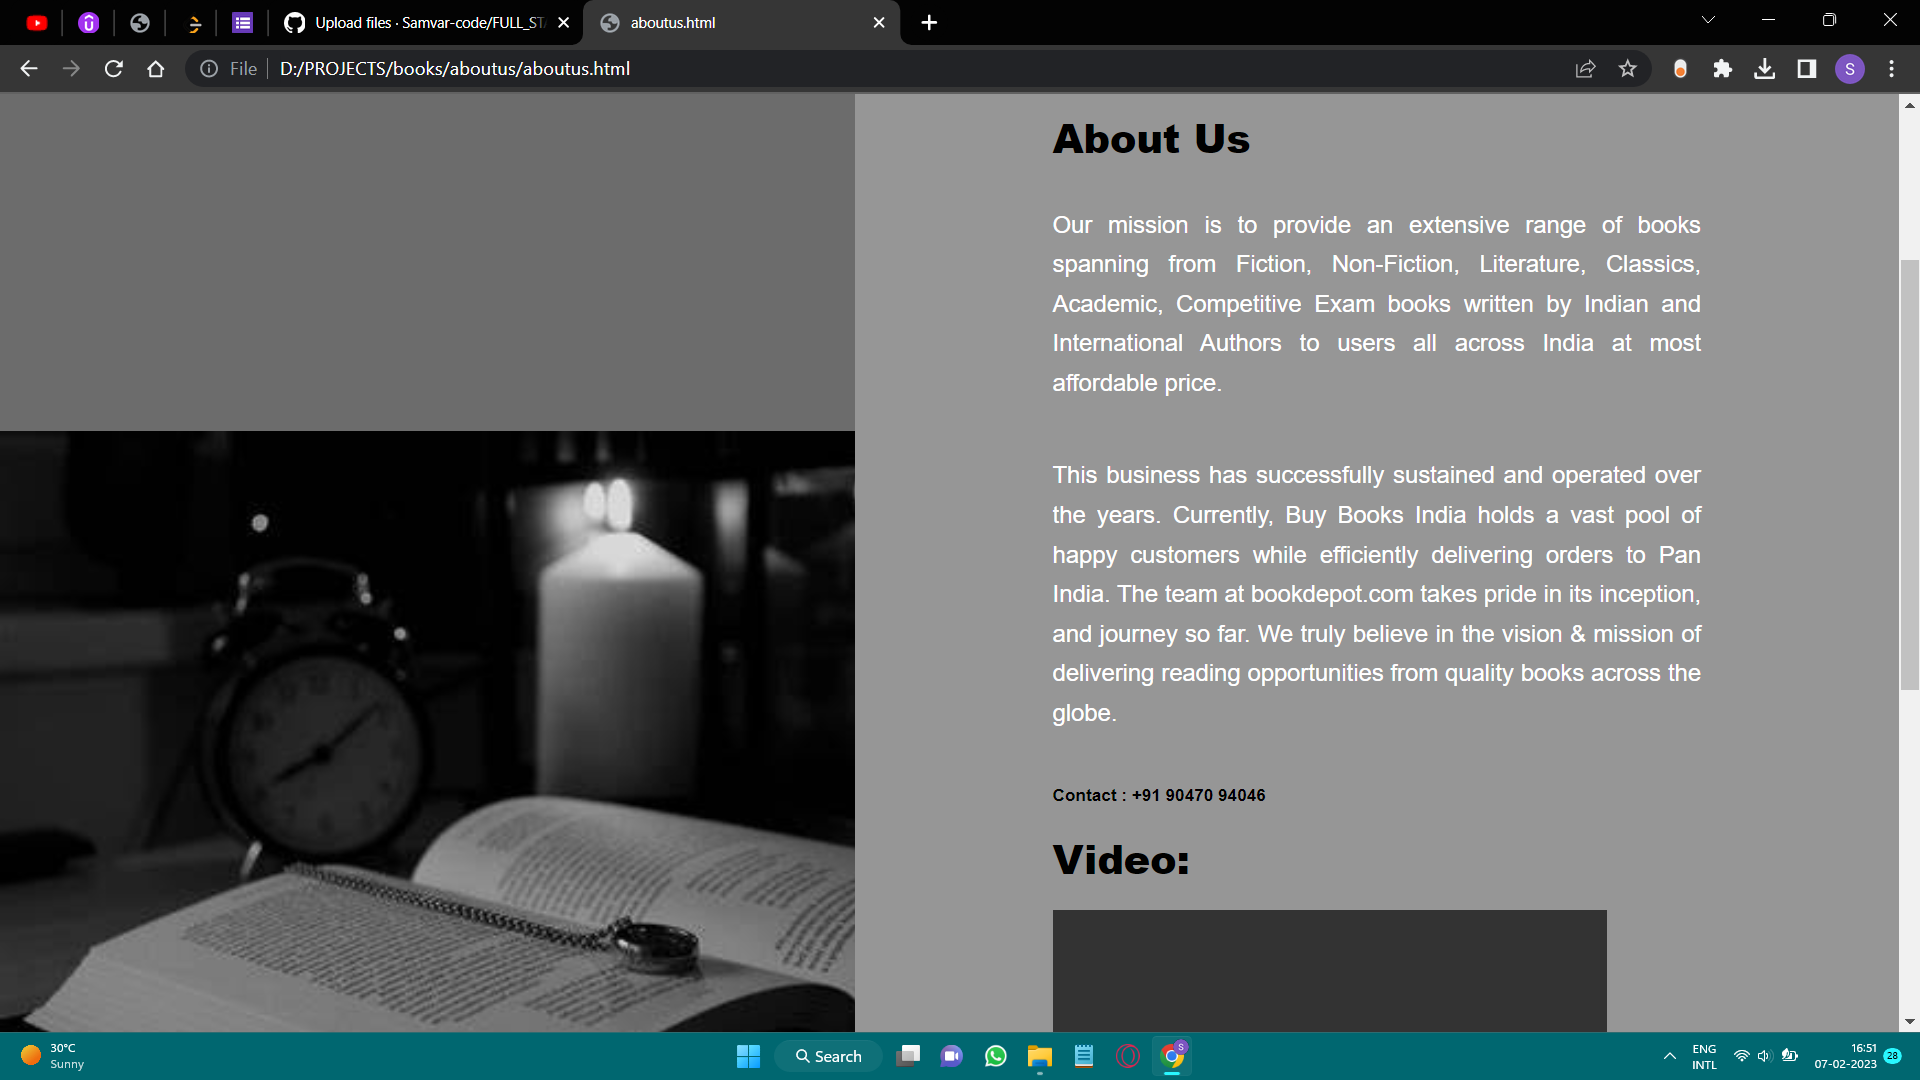 Upload files · Samvar-code/FULL_ST
aboutus.html
File
D:/PROJECTS/books/aboutus/aboutus.html
S
About Us
Our mission is to provide an extensive range of books
spanning from Fiction, Non-Fiction, Literature, Classics,
Academic, Competitive Exam books written by Indian and
International Authors to users all across India at most
affordable price.
This business has successfully sustained and operated over
the years. Currently, Buy Books India holds a vast pool of
happy customers while efficiently delivering orders to Pan
India. The team at bookdepot.com takes pride in its inception,
and journey so far. We truly believe in the vision & mission of
delivering reading opportunities from quality books across the
globe.
Contact : +91 90470 94046
Video:
30°C
Sunny
Search
S
ENG
INTL
16:51
07-02-2023
28